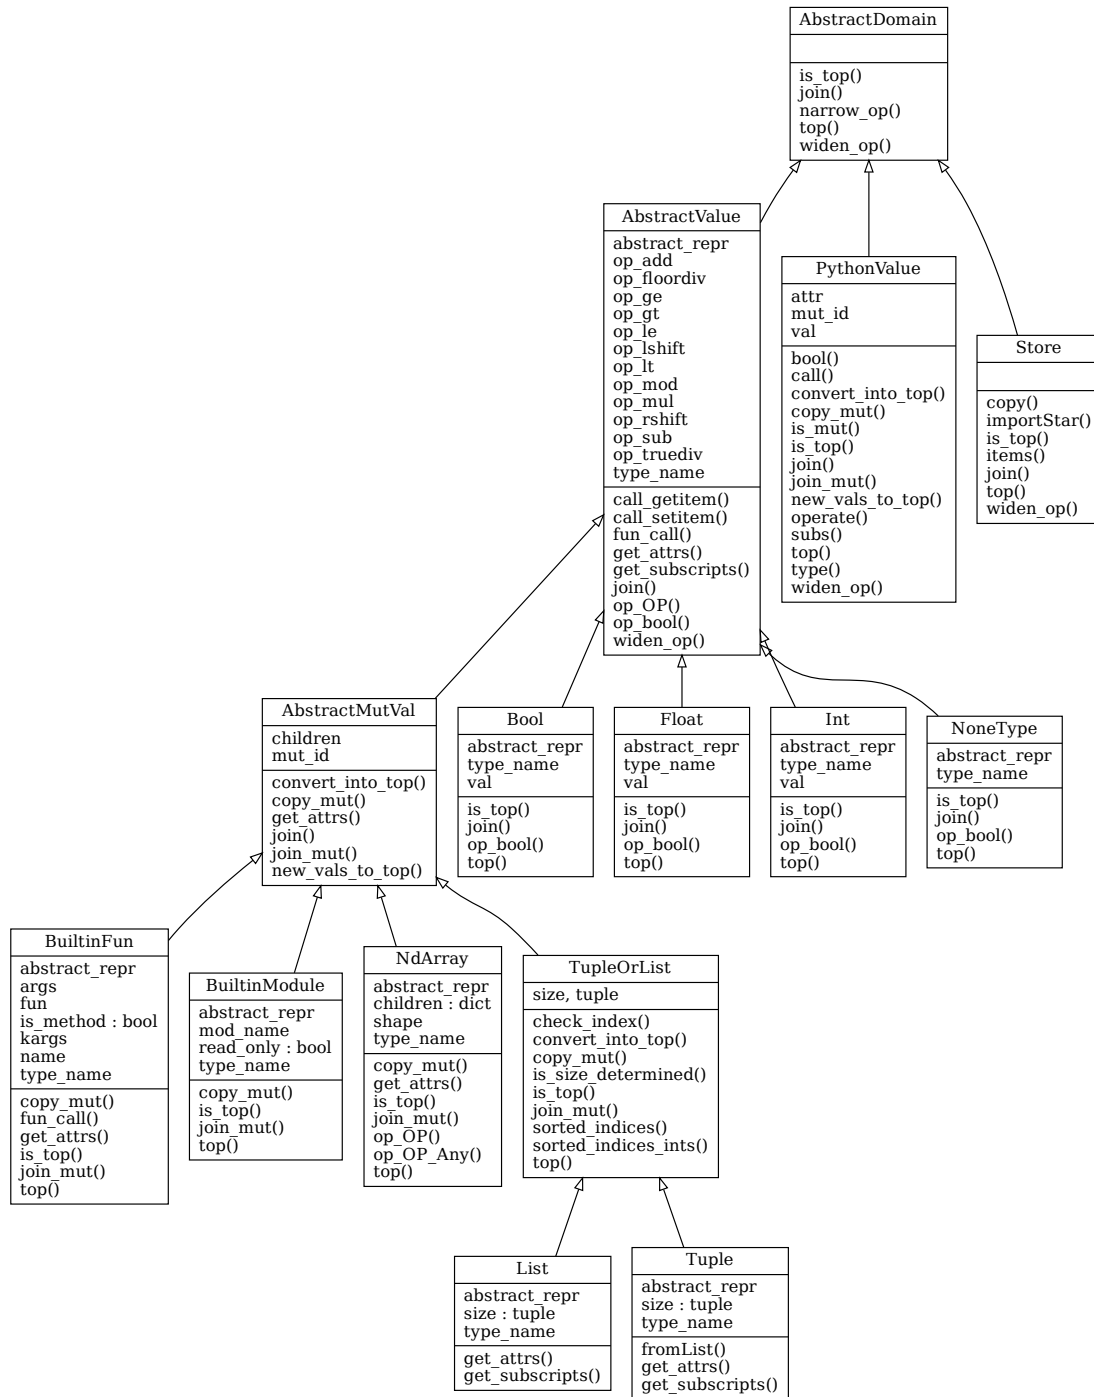 AbstractDomain
is_top()
join()
narrow_op()
top()
widen_op()
AbstractValue
abstract_repr
op_add
op_floordiv
op_ge
op_gt
op_le
op_lshift
op_lt
op_mod
op_mul
op_rshift
op_sub
op_truediv
type_name
call_getitem()
call_setitem()
fun_call()
get_attrs()
get_subscripts()
join()
op_OP()
op_bool()
widen_op()
PythonValue
attr
mut_id
val
bool()
call()
convert_into_top()
copy_mut()
is_mut()
is_top()
join()
join_mut()
new_vals_to_top()
operate()
subs()
top()
type()
widen_op()
Store
copy()
importStar()
is_top()
items()
join()
top()
widen_op()
AbstractMutVal
children
mut_id
convert_into_top()
copy_mut()
get_attrs()
join()
join_mut()
new_vals_to_top()
Bool
abstract_repr
type_name
val
is_top()
join()
op_bool()
top()
Float
abstract_repr
type_name
val
is_top()
join()
op_bool()
top()
Int
abstract_repr
type_name
val
is_top()
join()
op_bool()
top()
NoneType
abstract_repr
type_name
is_top()
join()
op_bool()
top()
BuiltinFun
abstract_repr
args
fun
is_method : bool
kargs
name
type_name
copy_mut()
fun_call()
get_attrs()
is_top()
join_mut()
top()
BuiltinModule
abstract_repr
mod_name
read_only : bool
type_name
copy_mut()
is_top()
join_mut()
top()
NdArray
abstract_repr
children : dict
shape
type_name
copy_mut()
get_attrs()
is_top()
join_mut()
op_OP()
op_OP_Any()
top()
TupleOrList
size, tuple
check_index()
convert_into_top()
copy_mut()
is_size_determined()
is_top()
join_mut()
sorted_indices()
sorted_indices_ints()
top()
List
abstract_repr
size : tuple
type_name
get_attrs()
get_subscripts()
Tuple
abstract_repr
size : tuple
type_name
fromList()
get_attrs()
get_subscripts()